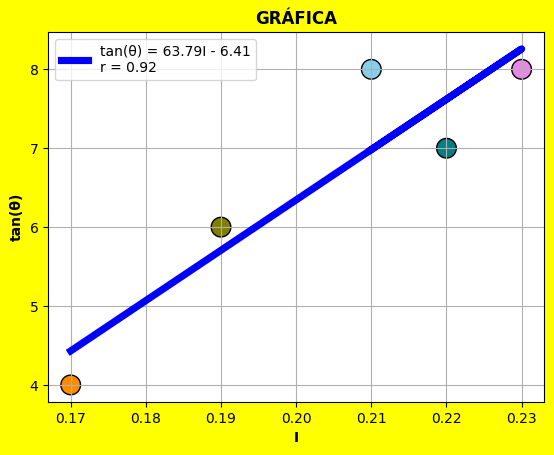 GRÁFICA
tan(θ) = 63.79I - 6.41
r = 0.92
8
7
6
5
4
tan(θ)
0.17 0.18 0.19 0.20 0.21 0.22 0.23
I